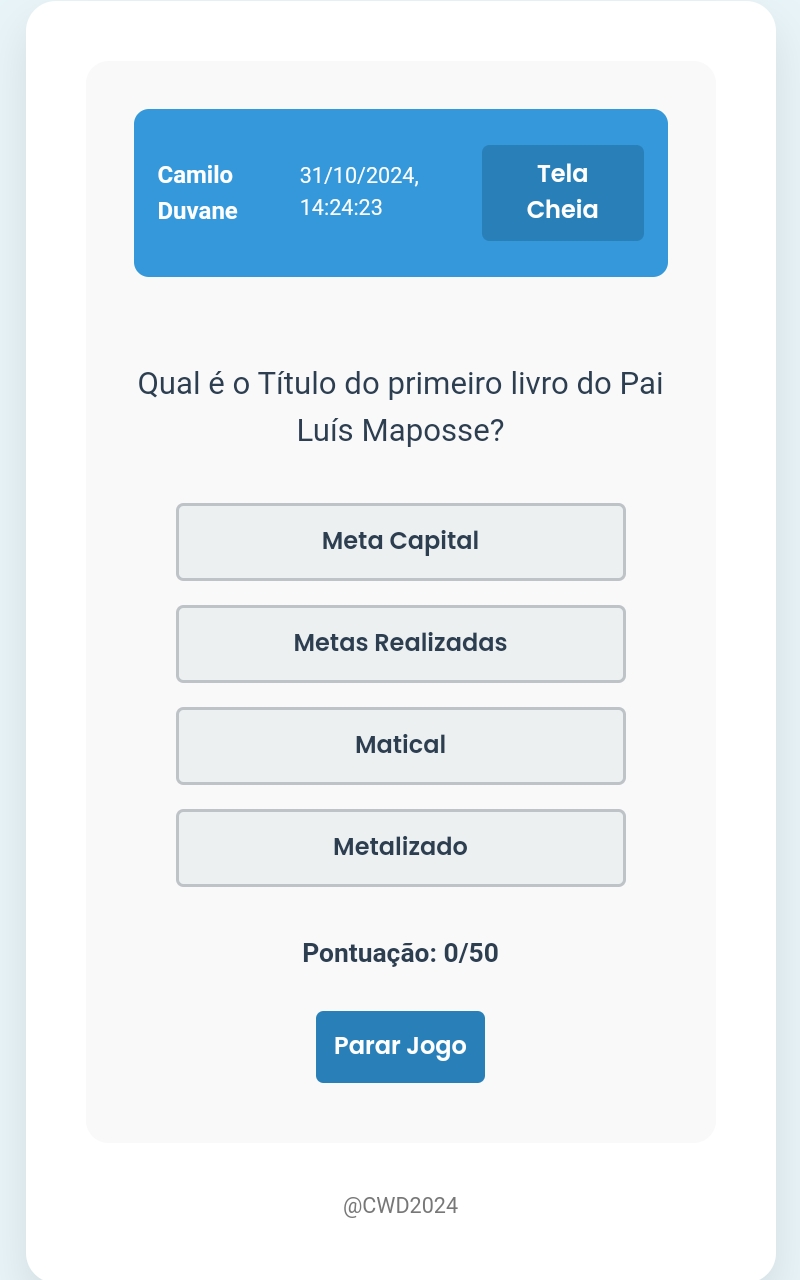 Camilo
Duvane
31/10/2024,
14:24:23
Tela
Cheia
Qual é o Título do primeiro livro do Pai
Luís Maposse?
Meta Capital
Metas Realizadas
Matical
Metalizado
Pontuação: 0/50
Parar Jogo
@CWD2024